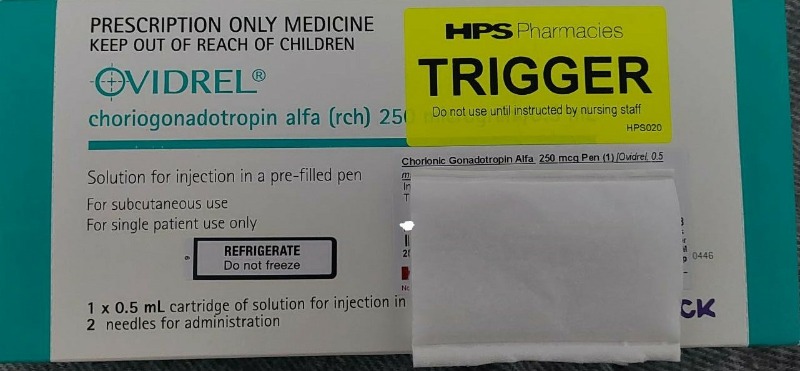 PRESCRIPTION ONLY MEDICINE
KEEP OUT OF REACH OF CHILDREN
OVIDREL®
choriogonadotropin alfa (rch) 250
Solution for injection in a pre-filled pen
For subcutaneous use
For single patient use only
REFRIGERATE
Do not freeze
1 x 0.5 mL cartridge of solution for injection in
2 needles for administration
HPS Pharmacies
TRIGGER
Do not use until instructed by nursing staff
HPS020
Chorionic Gonadotropin Alfa 250 mcg Pen (1) [Ovidrel 0.5
0446
CK